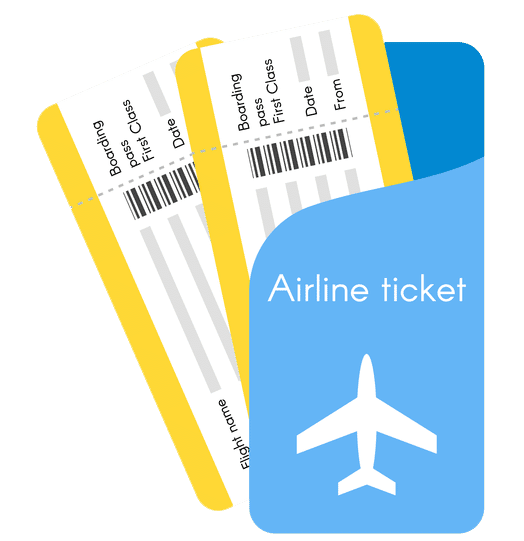 Boarding
pass
First Class
Date
Flight name
Boarding
pass
First Class
Date
From
Airline ticket